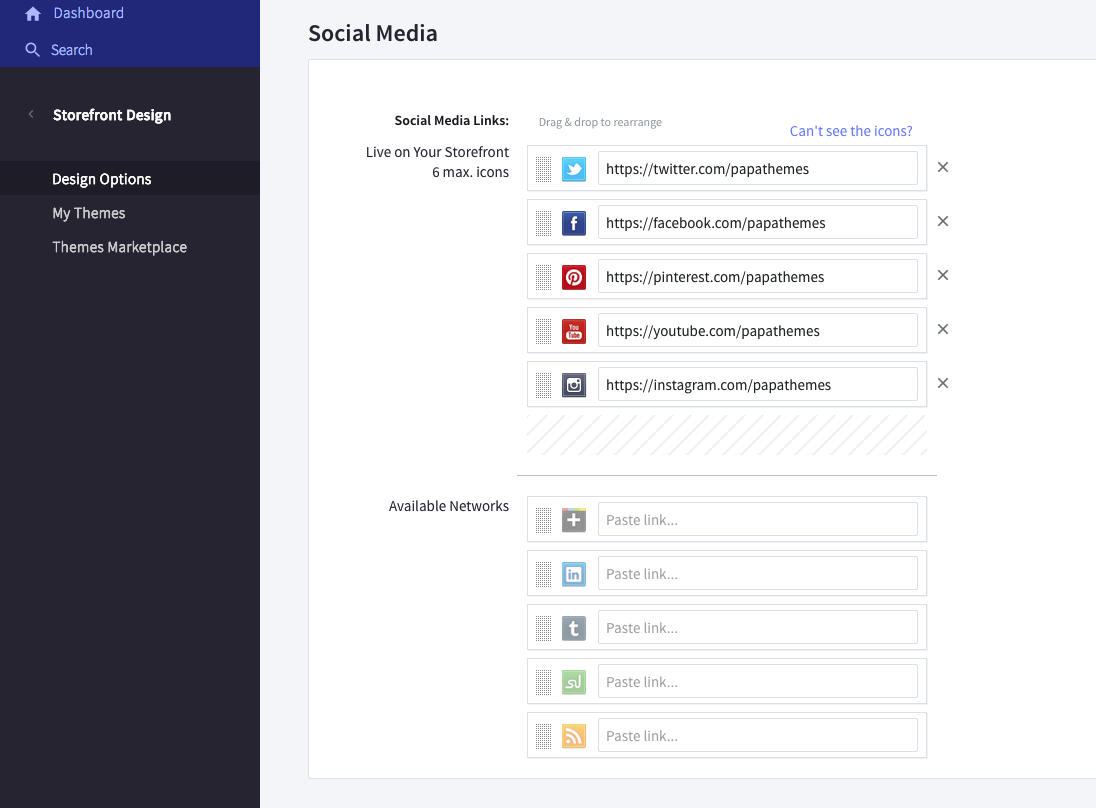 Dashboard
Search
Storefront Design
Design Options
My Themes
Themes Marketplace
Social Media
Social Media Links:
Drag & drop to rearrange
Can't see the icons?
Live on Your Storefront
6 max. icons
https://twitter.com/papathemes
https://facebook.com/papathemes
https://pinterest.com/papathemes
You
Tube
https://youtube.com/papathemes
https://instagram.com/papathemes
Available Networks
Paste link...
in
Paste link...
t
Paste link...
Paste link...
Paste link...